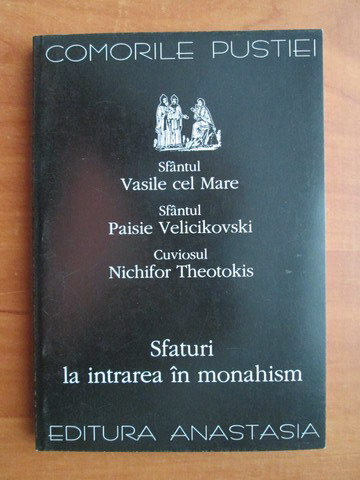 COMORILE PUSTIEI
Sfântul
Vasile cel Mare
Sfântul
Paisie Velicikovski
Cuviosul
Nichifor Theotokis
Sfaturi
la intrarea în monahism
EDITURA ANASTASIA